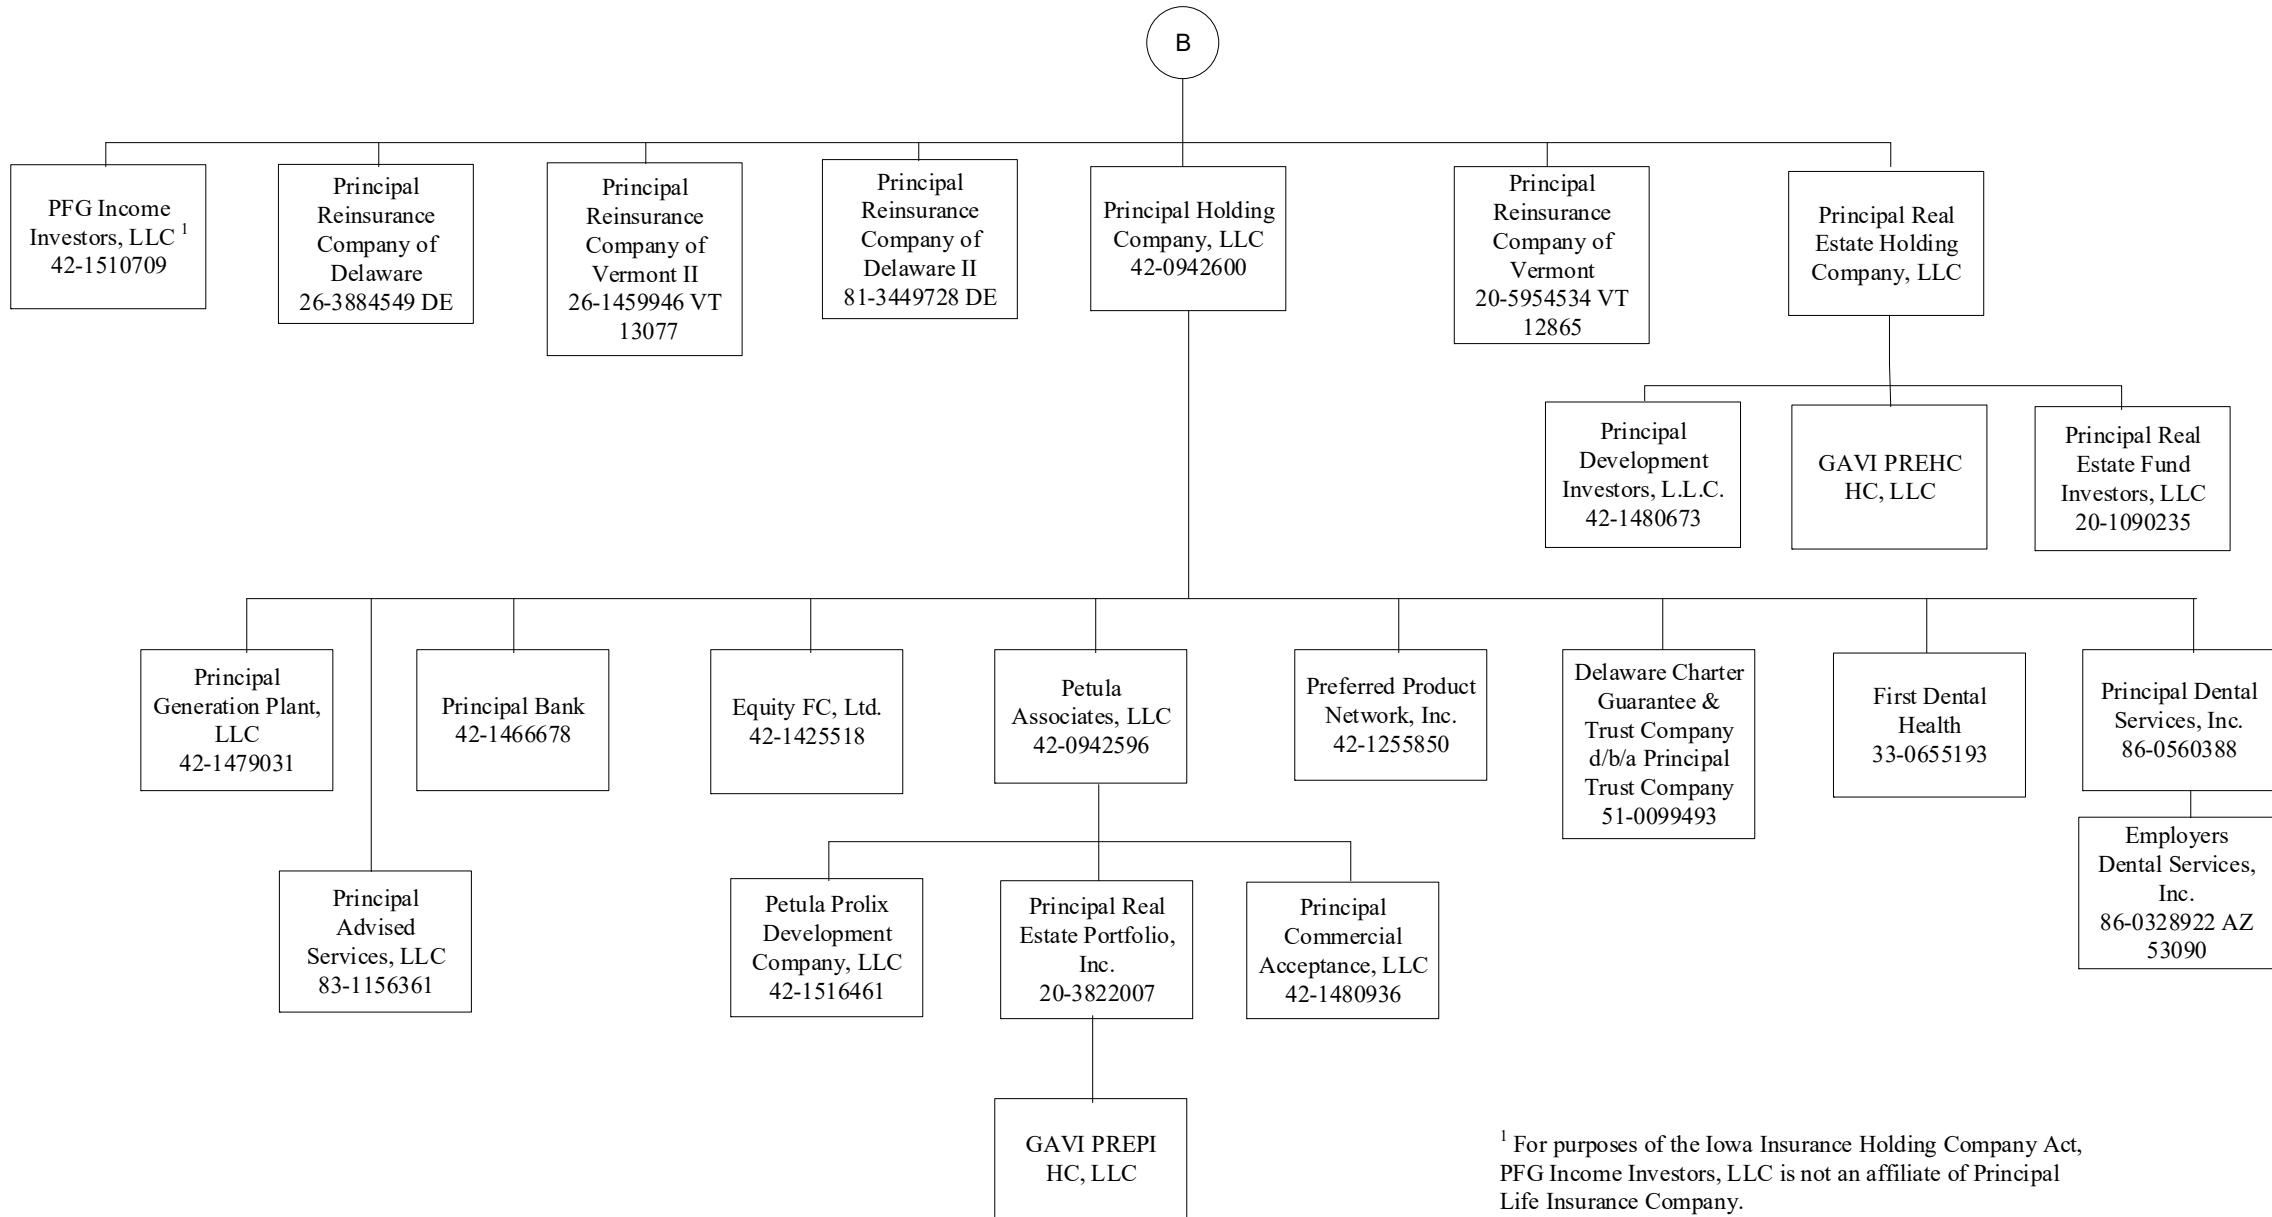 B
PFG Income
Investors, LLC 1
42-1510709
Principal
Reinsurance
Company of
Delaware
26-3884549 DE
Principal
Reinsurance
Company of
Vermont II
26-1459946 VT
13077
Principal
Reinsurance
Company of
Delaware II
81-3449728 DE
Principal Holding
Company, LLC
42-0942600
Principal
Reinsurance
Company of
Vermont
20-5954534 VT
12865
Principal Real
Estate Holding
Company, LLC
Principal
Development
Investors, L.L.C.
42-1480673
GAVI PREHC
HC, LLC
Principal Real
Estate Fund
Investors, LLC
20-1090235
Principal
Generation Plant,
LLC
42-1479031
Principal Bank
42-1466678
Equity FC, Ltd.
42-1425518
Petula
Associates, LLC
42-0942596
Preferred Product
Network, Inc.
42-1255850
Delaware Charter
Guarantee &
Trust Company
d/b/a Principal
Trust Company
51-0099493
First Dental
Health
33-0655193
Principal Dental
Services, Inc.
86-0560388
Principal
Advised
Services, LLC
83-1156361
Petula Prolix
Development
Company, LLC
42-1516461
Principal Real
Estate Portfolio,
Inc.
20-3822007
Principal
Commercial
Acceptance, LLC
42-1480936
Employers
Dental Services,
Inc.
86-0328922 AZ
53090
GAVI PREPI
HC, LLC
1 For purposes of the Iowa Insurance Holding Company Act,
PFG Income Investors, LLC is not an affiliate of Principal
Life Insurance Company.